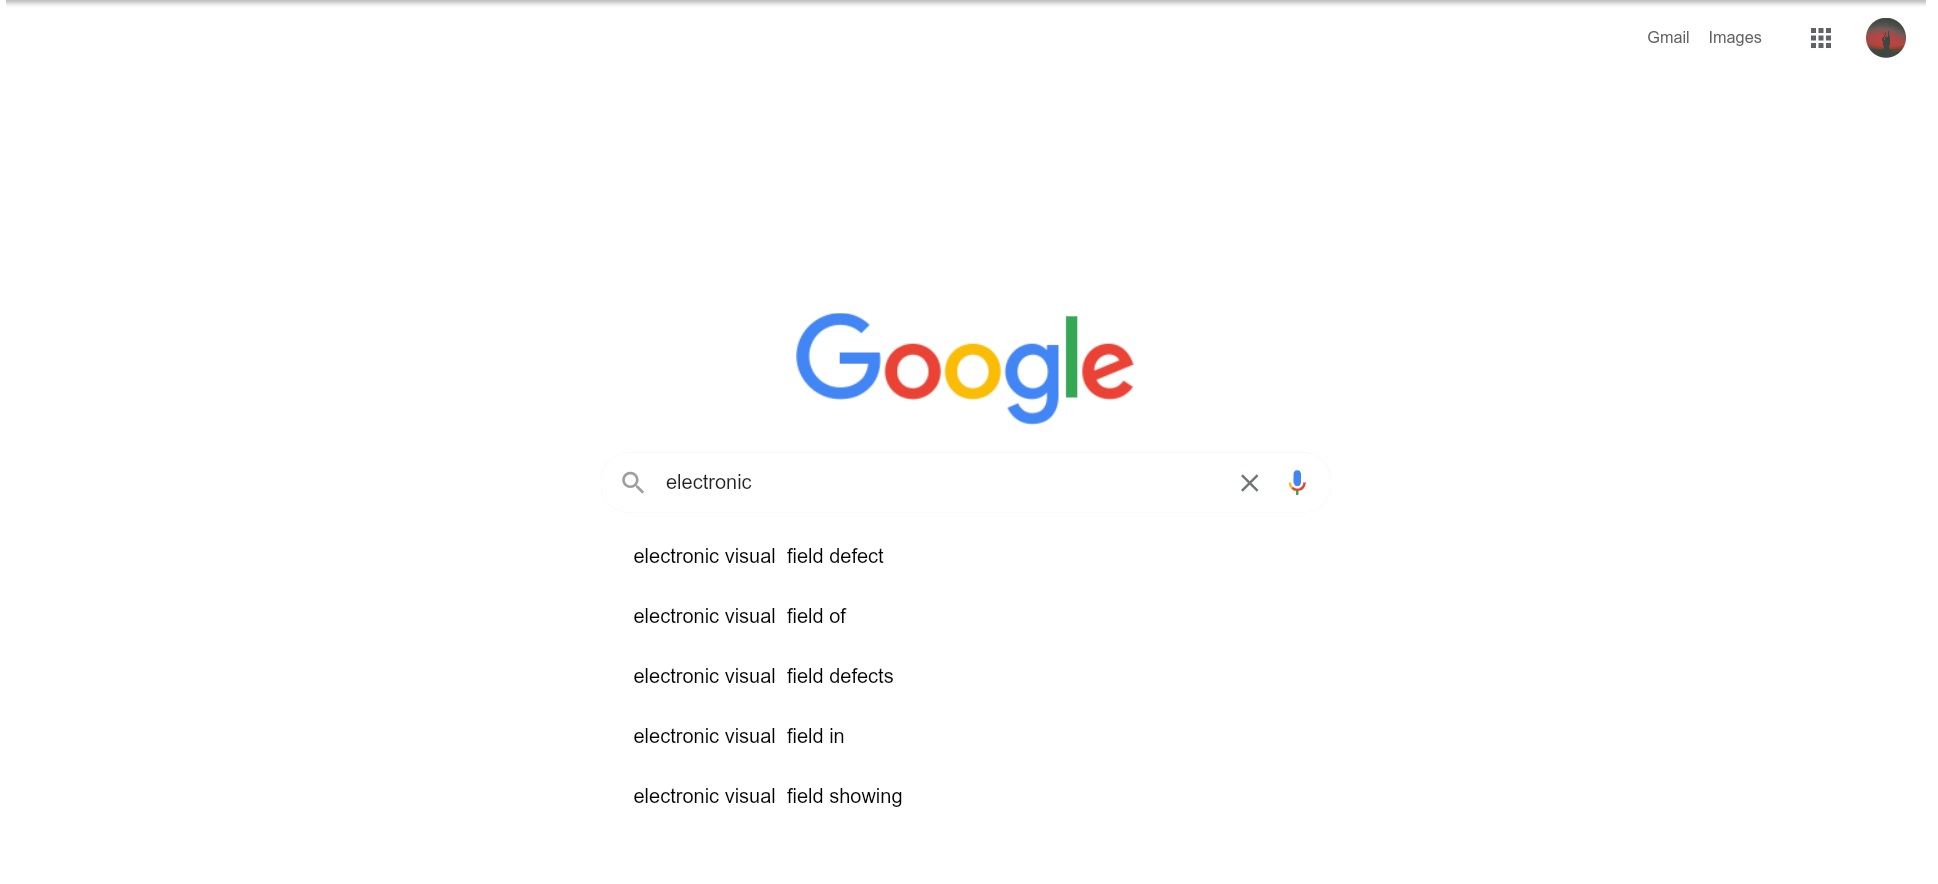 Gmail Images
Google
electronic
electronic visual  field defect
electronic visual  field of
electronic visual  field defects
electronic visual  field in
electronic visual  field showing